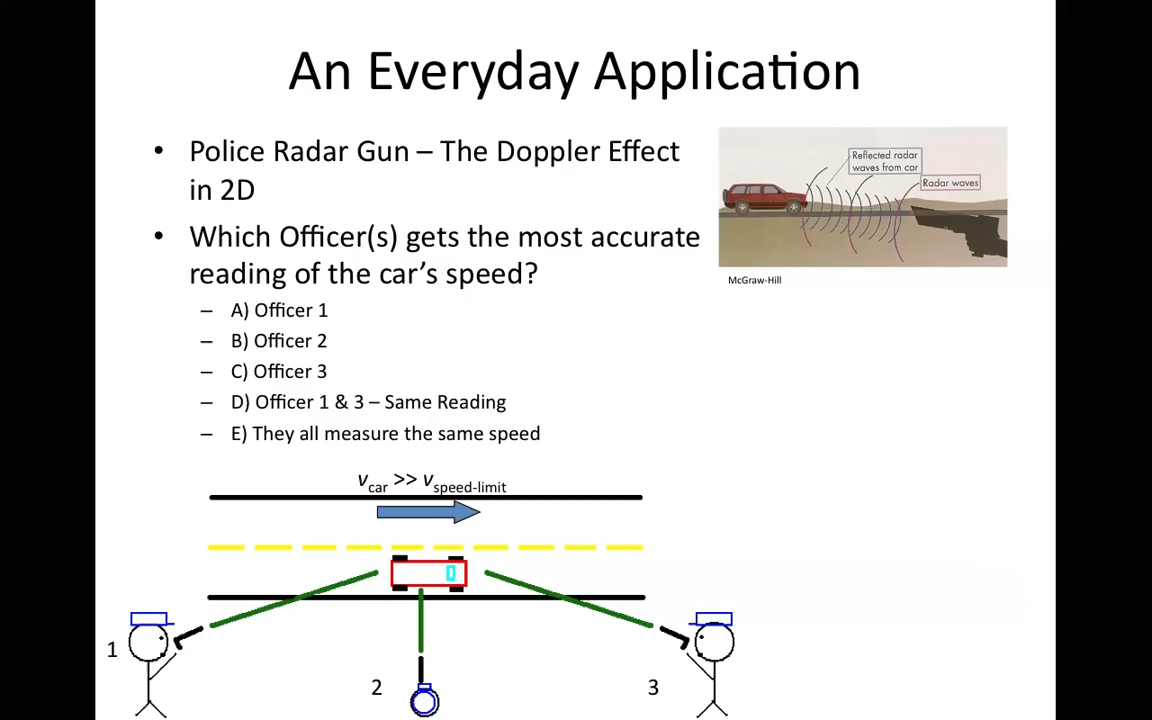 An Everyday Application
• Police Radar Gun – The Doppler Effect
in 2D
• Which Officer(s) gets the most accurate
reading of the car's speed?
– A) Officer 1
– B) Officer 2
– C) Officer 3
– D) Officer 1 & 3 – Same Reading
– E) They all measure the same speed
Reflected radar
waves from car
Radar waves
McGraw-Hill
vcar >> vspeed-limit
1
2
3